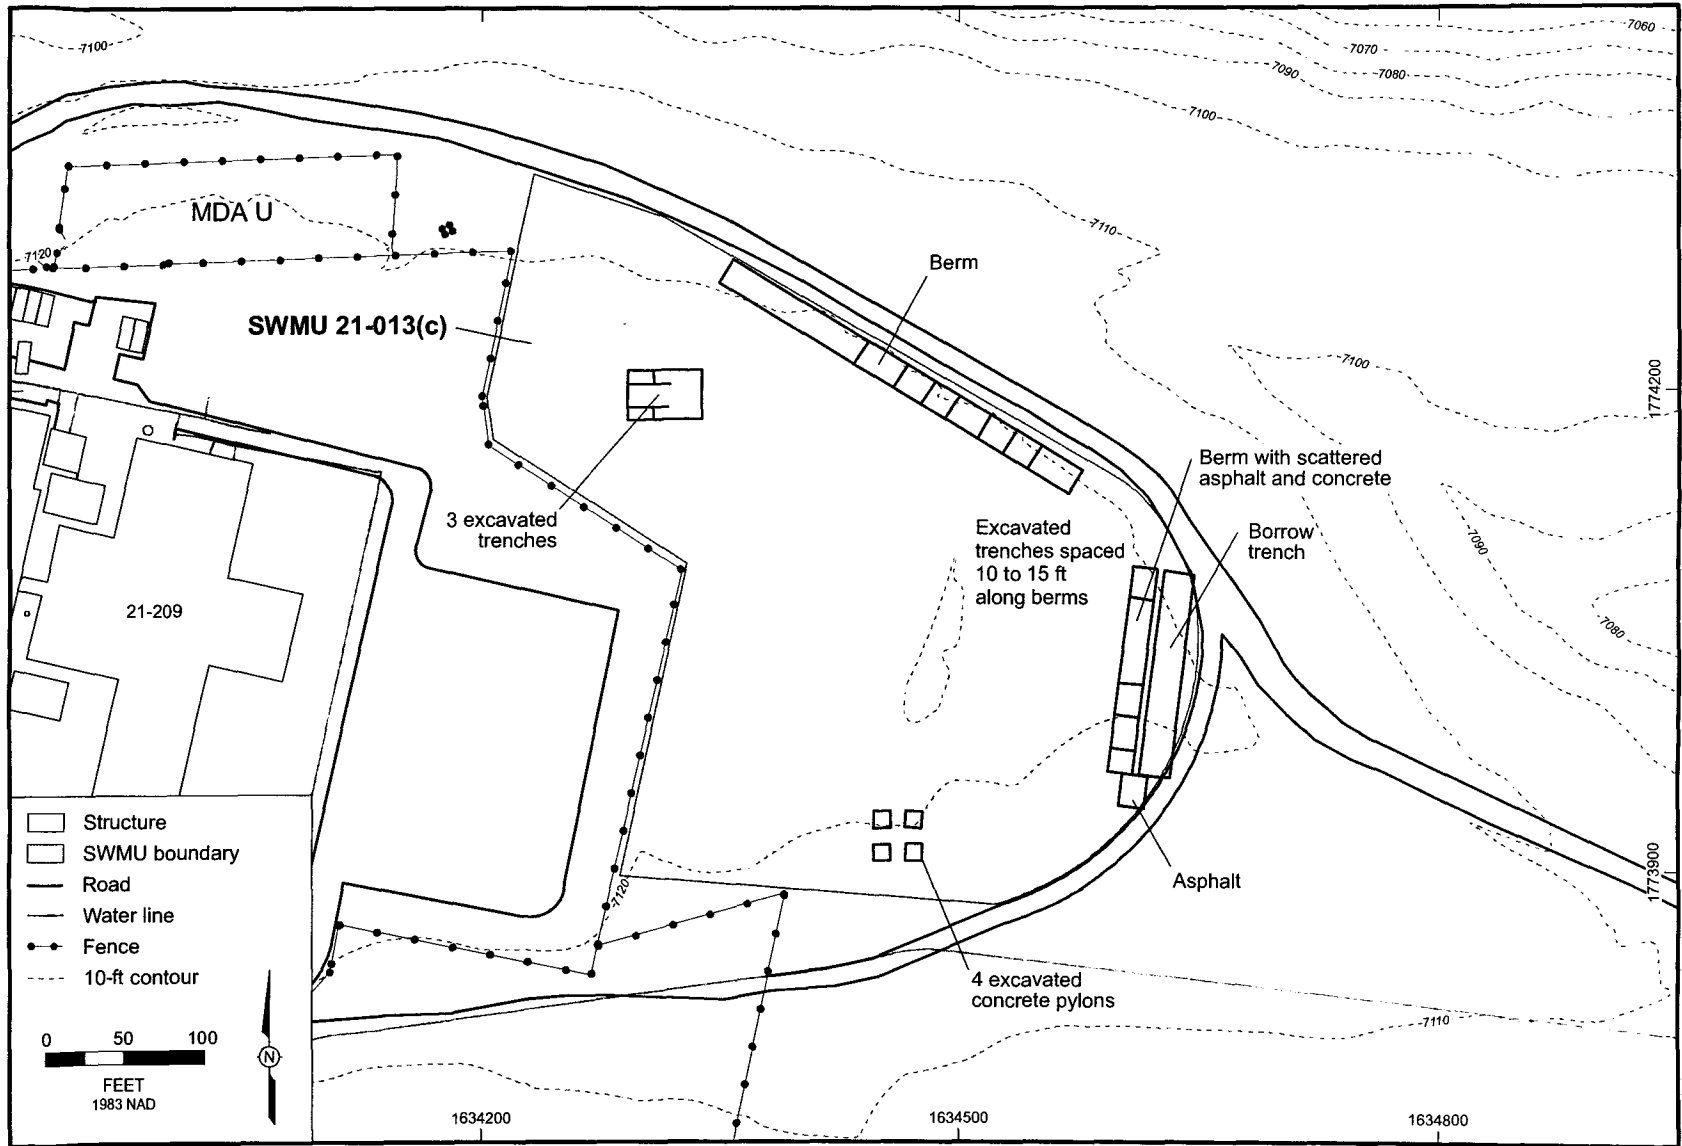 7100
7060
7070
7080
7090
7100
MDA U
7110
7120
Berm
SWMU 21-013(c)
7100
1774200
Berm with scattered
asphalt and concrete
3 excavated
trenches
Excavated
trenches spaced
10 to 15 ft
along berms
Borrow
trench
7090
21-209
7080
Structure
SWMU boundary
Road
Water line
Fence
10-ft contour
7120
Asphalt
1773900
4 excavated
concrete pylons
7110
0 50 100
FEET
1983 NAD
N
1634200
1634500
1634800